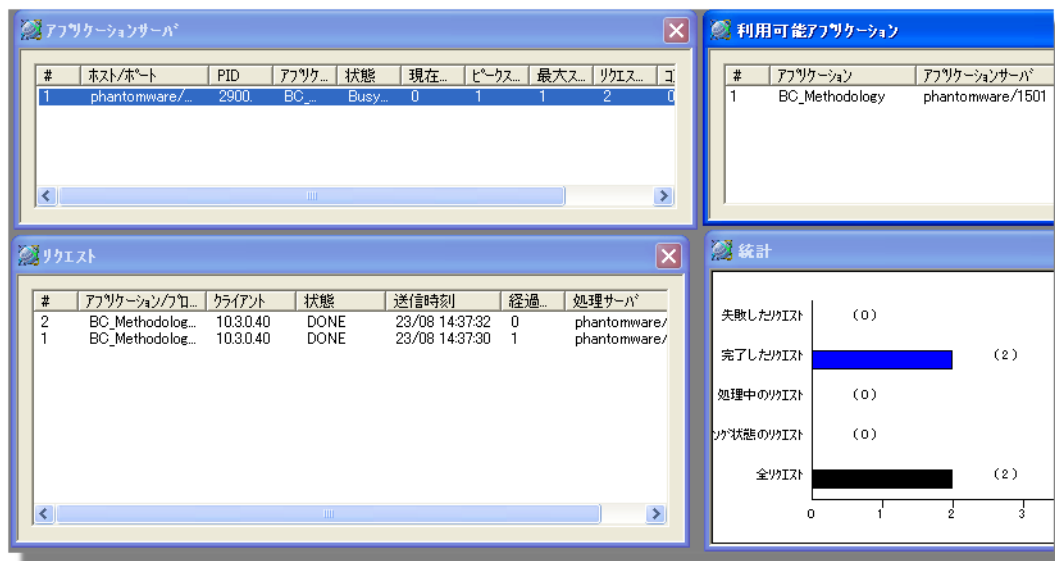 ｱﾌﾟﾘｹｰｼｮﾝｻｰﾊﾞ
# ﾎｽﾄ/ﾎﾟｰﾄ PID ｱﾌﾟﾘｹ... 状態 現在... ﾋﾟｰｸｽ... 最大ｽ... ﾘｸｴｽ... ｺ
1 phantomware/... 2900. BC_... Busy... 0 1 1 2 0
利用可能ｱﾌﾟﾘｹｰｼｮﾝ
# ｱﾌﾟﾘｹｰｼｮﾝ ｱﾌﾟﾘｹｰｼｮﾝｻｰﾊﾞ
1 BC_Methodology phantomware/1501
ﾘｸｴｽﾄ
# ｱﾌﾟﾘｹｰｼｮﾝ/ﾌﾟﾛ... ｸﾗｲｱﾝﾄ 状態 送信時刻 経過... 処理ｻｰﾊﾞ
2 BC_Methodolog... 10.3.0.40 DONE 23/08 14:37:32 0 phantomware/
1 BC_Methodolog... 10.3.0.40 DONE 23/08 14:37:30 1 phantomware/
統計
失敗したﾘｸｴｽﾄ (0)
完了したﾘｸｴｽﾄ (2)
処理中のﾘｸｴｽﾄ (0)
ﾝｸﾞ状態のﾘｸｴｽﾄ (0)
全ﾘｸｴｽﾄ (2)
0 1 2 3